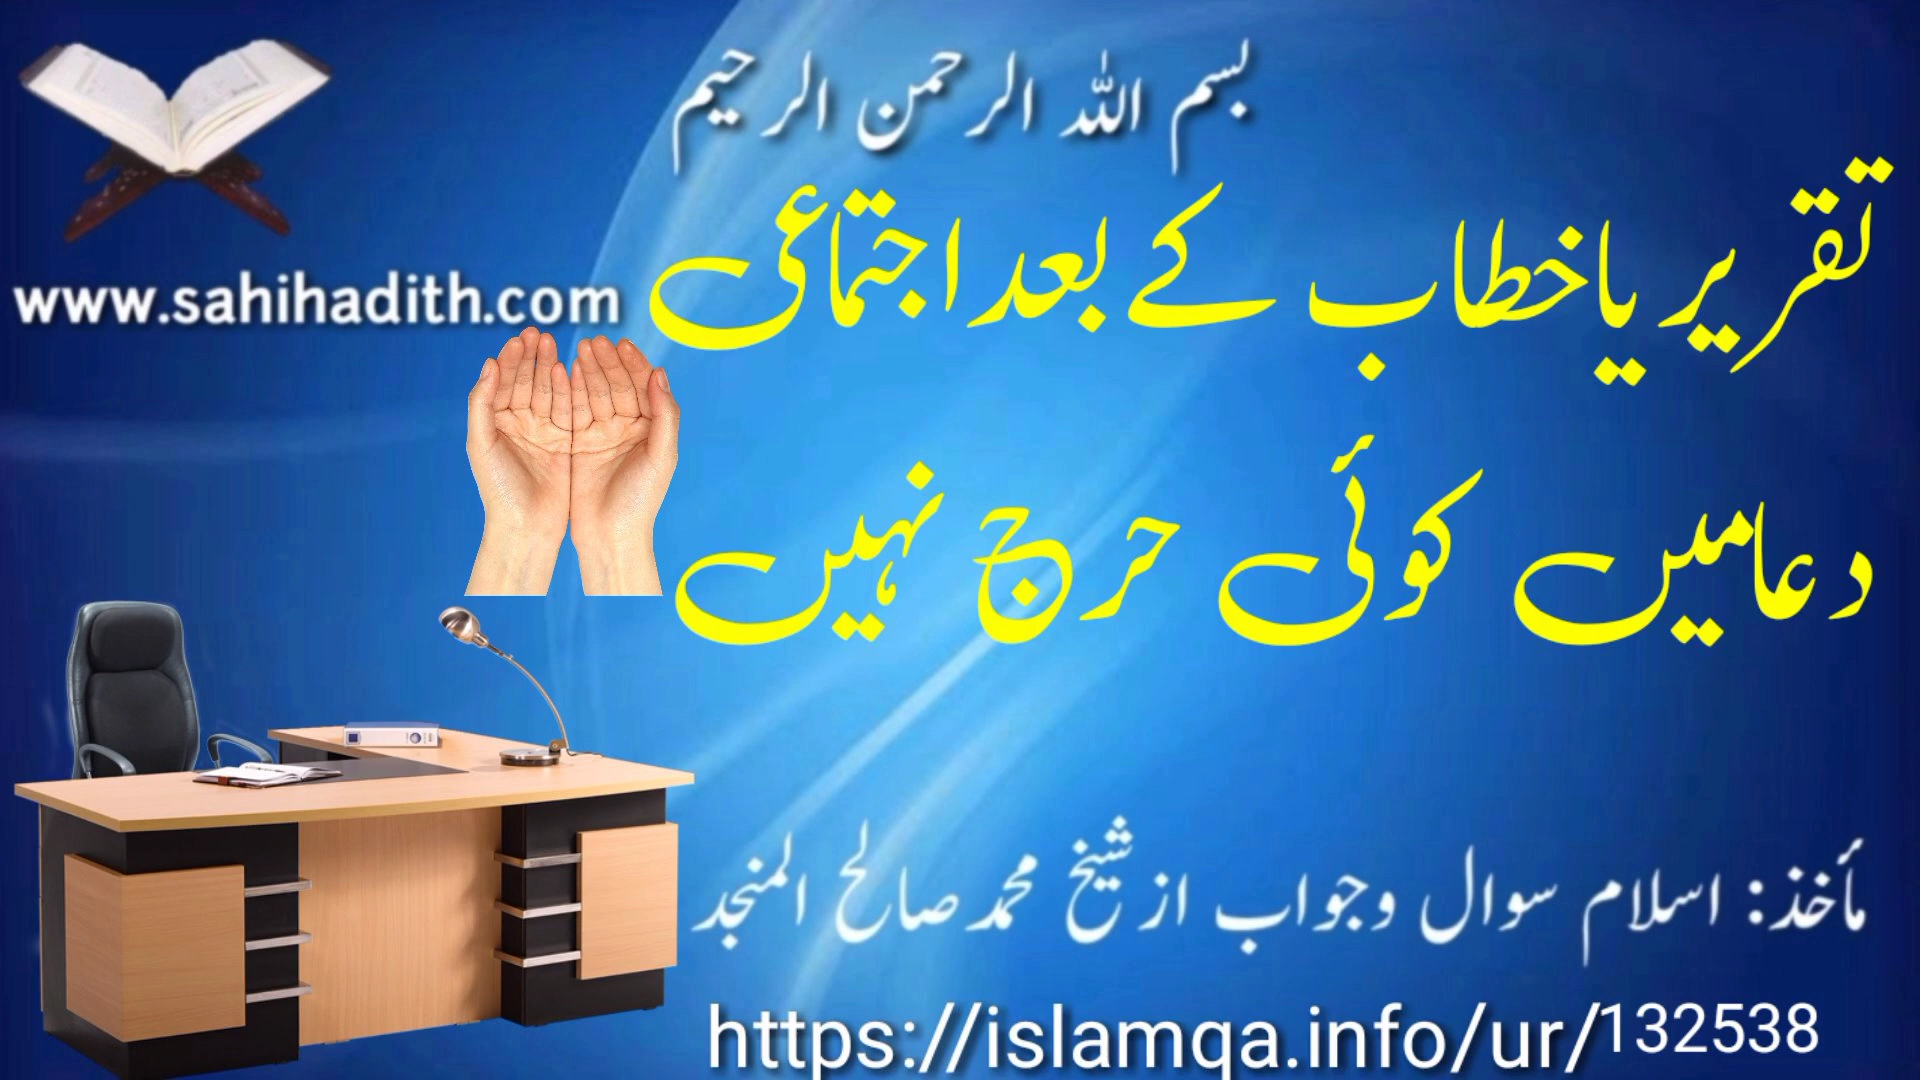 بسم اللہ الرحمن الرحیم
www.sahihadith.com
تقریر یا خطاب کے بعد اجتماعی
دعا میں کوئی حرج نہیں
مأخذ: اسلام سوال وجواب از شیخ محمد صالح المنجد
https://islamqa.info/ur/132538